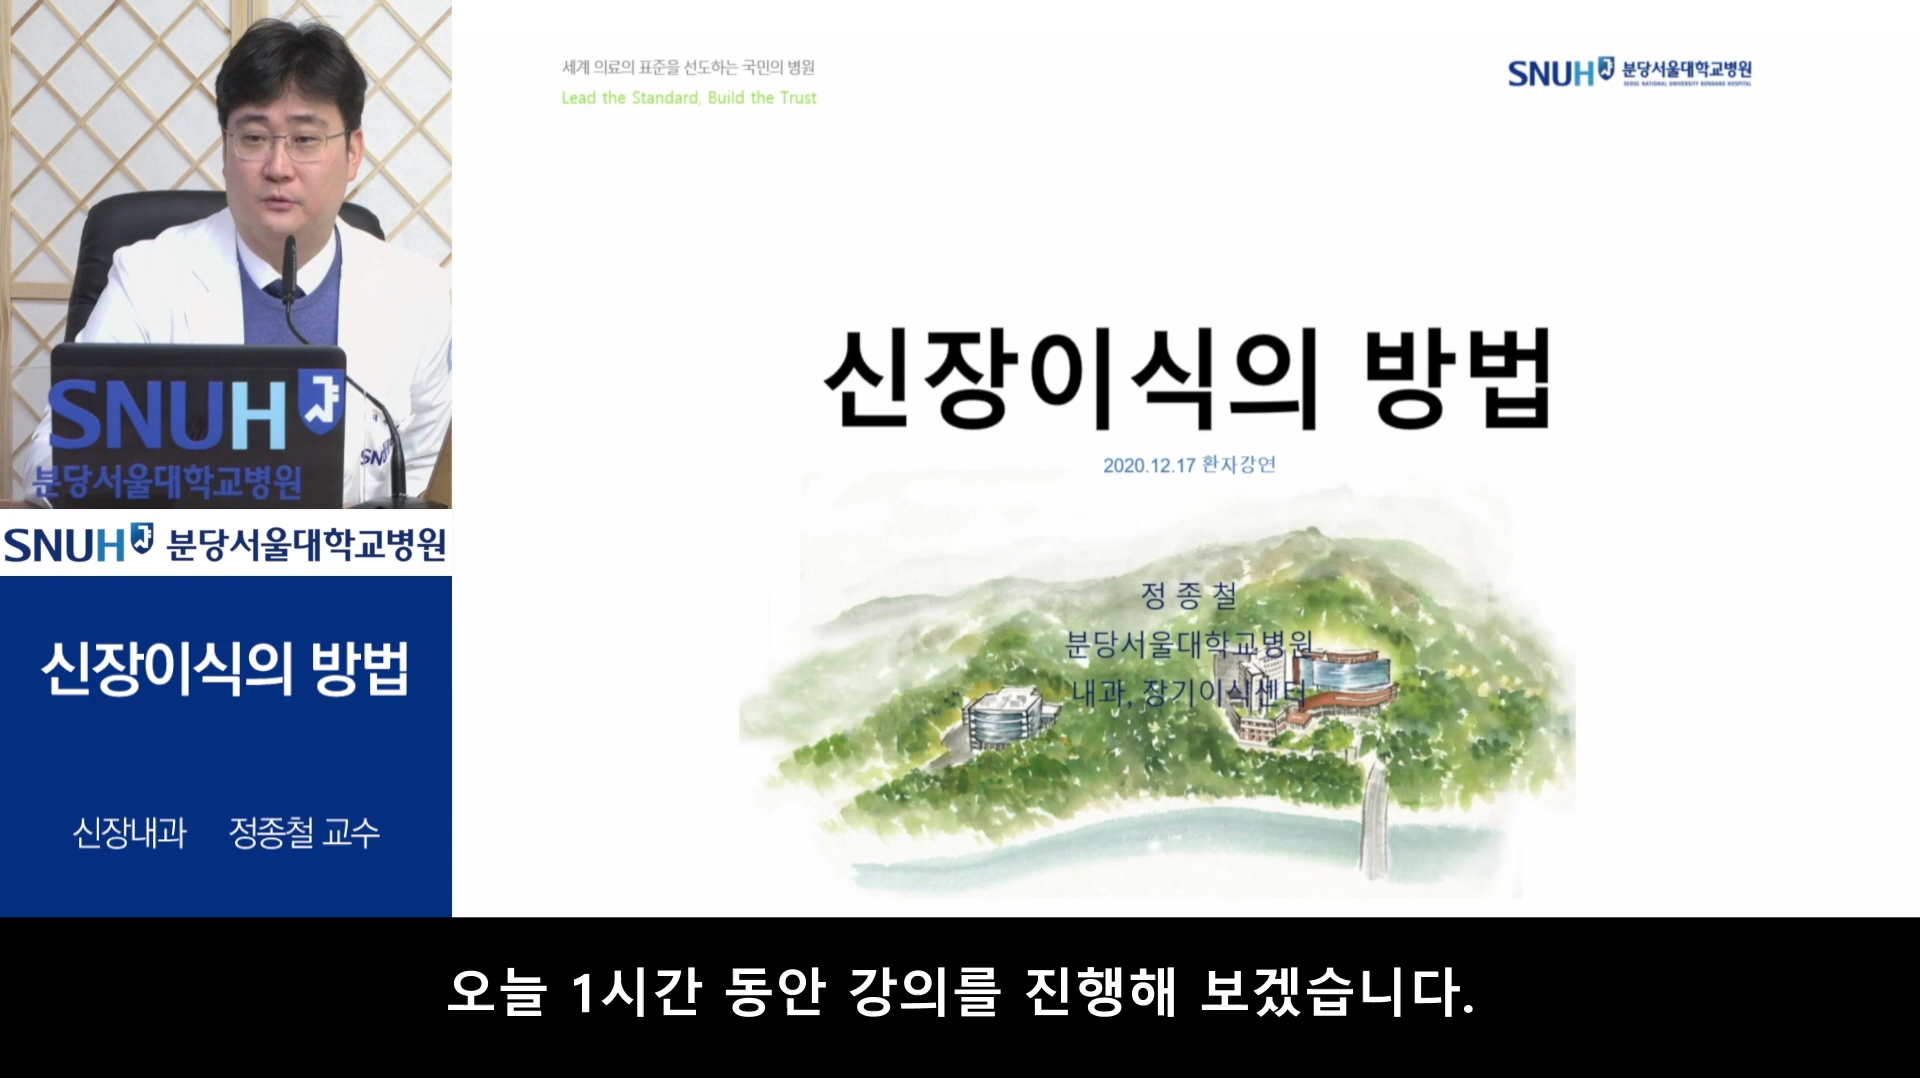 세계 의료의 표준을 선도하는 국민의 병원
Lead the Standard, Build the Trust
SNUH 분당서울대학교병원
SEOUL NATIONAL UNIVERSITY BUNDANG HOSPITAL
신장이식의 방법
2020.12.17 환자강연
정 종 철
분당서울대학교병원
내과, 장기이식센터
SNUH
분당서울대학교병원
SNU
SNUH 분당서울대학교병원
신장이식의 방법
신장내과 정종철 교수
오늘 1시간 동안 강의를 진행해 보겠습니다.